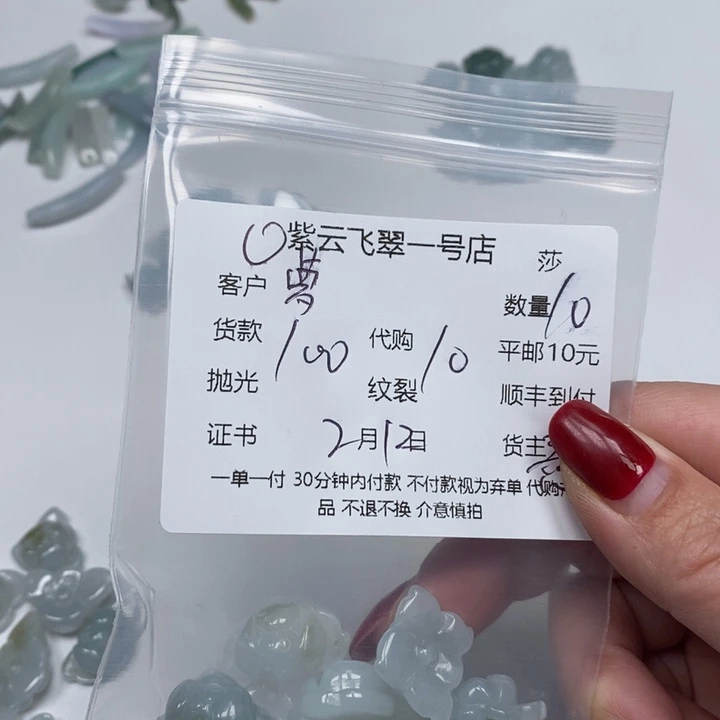 紫云飞翠一号店 莎
客户 曹 数量 10
货款 100 代购 10 平邮10元
抛光 纹裂 顺丰到付
证书 2月12日 货主
一单一付 30分钟内付款 不付款视为弃单 代购
品 不退不换 介意慎拍